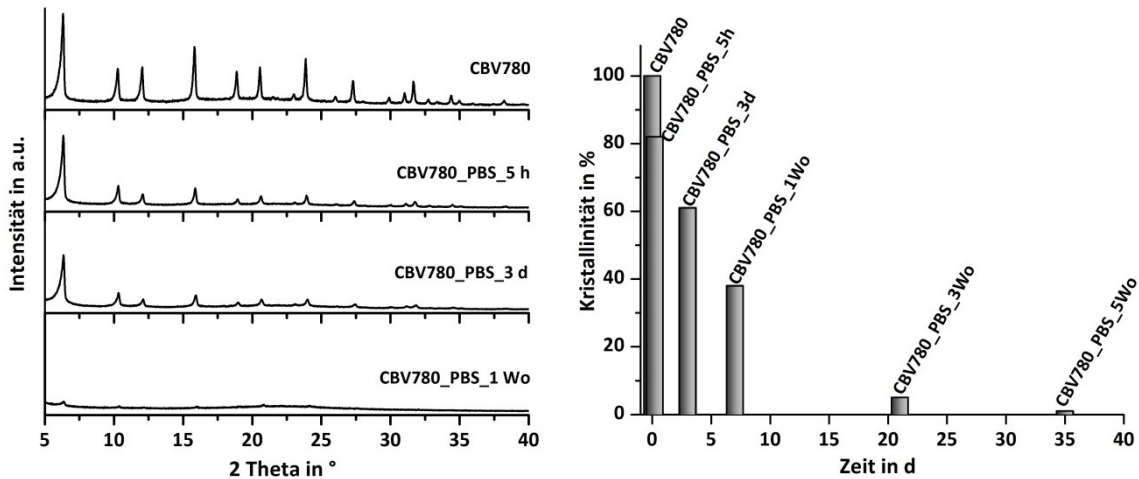 Intensität in a.u.
CBV780
CBV780_PBS_5 h
CBV780_PBS_3 d
CBV780_PBS_1 Wo
5 10 15 20 25 30 35 40
2 Theta in °
Kristallinität in %
100
80
60
40
20
0
CBV780
CBV780_PBS_5h
CBV780_PBS_3d
CBV780_PBS_1Wo
CBV780_PBS_3Wo
CBV780_PBS_5Wo
0 5 10 15 20 25 30 35 40
Zeit in d